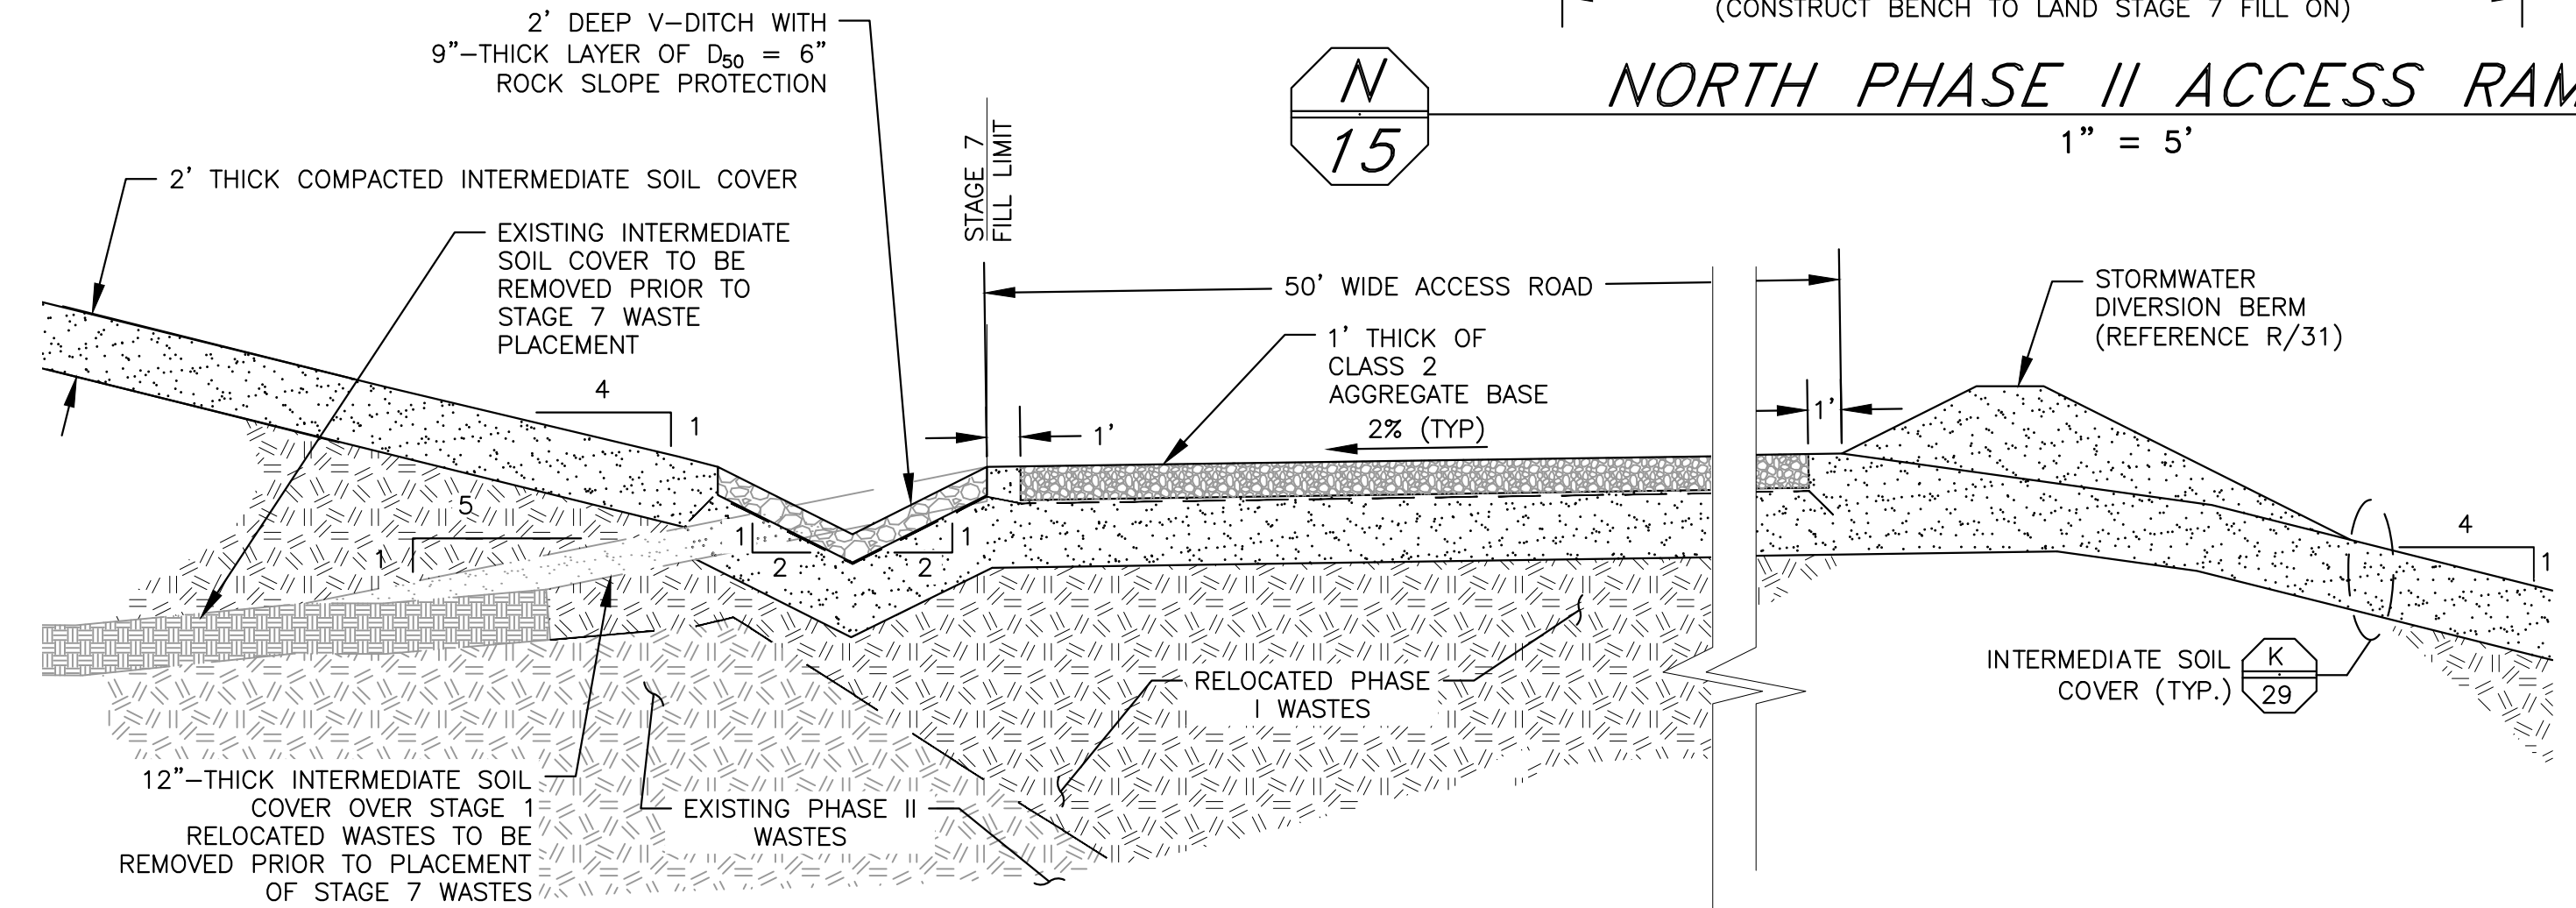 (CONSTRUCT BENCH TO LAND STAGE 7 FILL ON)
N
15
NORTH PHASE II ACCESS
1” = 5’
2’ DEEP V-DITCH WITH
9”-THICK LAYER OF D50 = 6”
ROCK SLOPE PROTECTION
2’ THICK COMPACTED INTERMEDIATE SOIL COVER
EXISTING INTERMEDIATE
SOIL COVER TO BE
REMOVED PRIOR TO
STAGE 7 WASTE
PLACEMENT
STAGE 7
FILL LIMIT
50’ WIDE ACCESS ROAD
1’ THICK OF
CLASS 2
AGGREGATE BASE
2% (TYP)
STORMWATER
DIVERSION BERM
(REFERENCE R/31)
4
1
1’
1’
5
1
1
2
2
1
4
1
RELOCATED PHASE
I WASTES
INTERMEDIATE SOIL
COVER (TYP.)
K
29
12”-THICK INTERMEDIATE SOIL
COVER OVER STAGE 1
RELOCATED WASTES TO BE
REMOVED PRIOR TO PLACEMENT
OF STAGE 7 WASTES
EXISTING PHASE II
WASTES